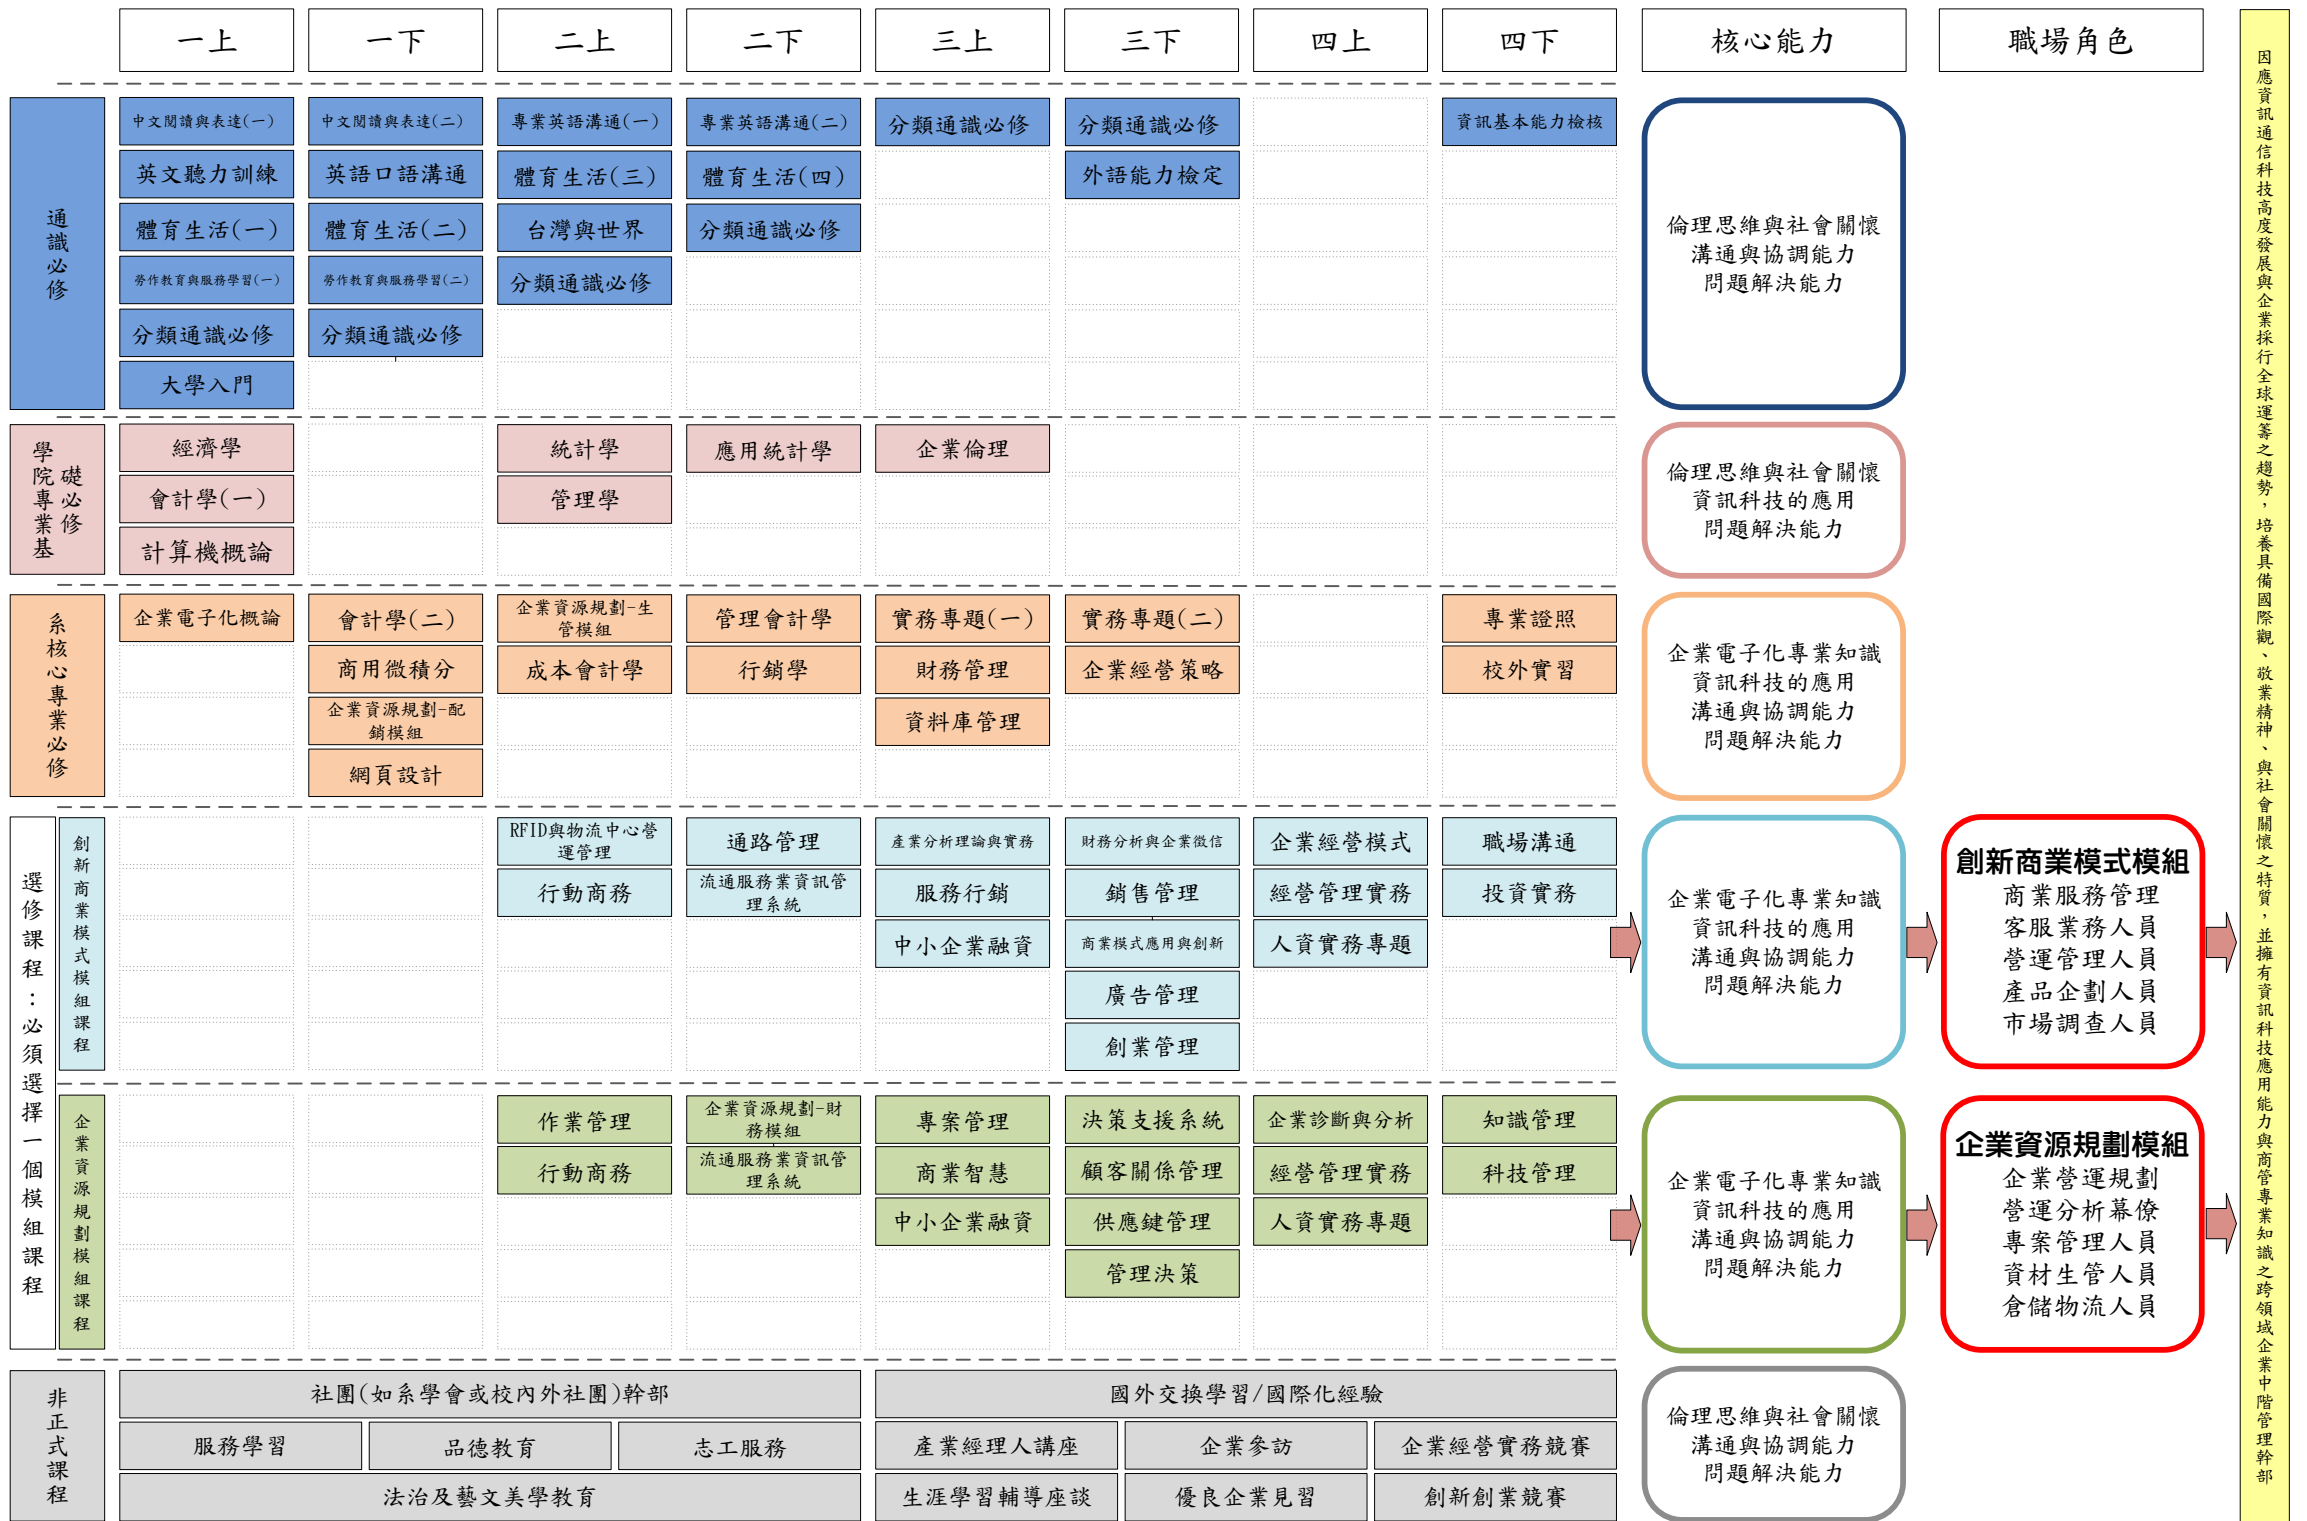 一上
一下
二上
二下
三上
三下
四上
四下
核心能力
職場角色
通識必修
中文閱讀與表達(一)
中文閱讀與表達(二)
專業英語溝通(一)
專業英語溝通(二)
分類通識必修
分類通識必修
資訊基本能力檢核
英文聽力訓練
英語口語溝通
體育生活(三)
體育生活(四)
外語能力檢定
體育生活(一)
體育生活(二)
台灣與世界
分類通識必修
勞作教育與服務學習(一)
勞作教育與服務學習(二)
分類通識必修
分類通識必修
分類通識必修
大學入門
倫理思維與社會關懷
溝通與協調能力
問題解決能力
學院專業基
礎必修
經濟學
統計學
應用統計學
企業倫理
會計學(一)
管理學
計算機概論
倫理思維與社會關懷
資訊科技的應用
問題解決能力
系核心專業必修
企業電子化概論
會計學(二)
企業資源規劃-生
管模組
管理會計學
實務專題(一)
實務專題(二)
專業證照
商用微積分
成本會計學
行銷學
財務管理
企業經營策略
校外實習
企業資源規劃-配
銷模組
資料庫管理
網頁設計
企業電子化專業知識
資訊科技的應用
溝通與協調能力
問題解決能力
選修課程：必須選擇一個模組課程
創新商業模式模組課程
RFID與物流中心營
運管理
通路管理
產業分析理論與實務
財務分析與企業徵信
企業經營模式
職場溝通
行動商務
流通服務業資訊管
理系統
服務行銷
銷售管理
經營管理實務
投資實務
中小企業融資
商業模式應用與創新
人資實務專題
廣告管理
創業管理
企業電子化專業知識
資訊科技的應用
溝通與協調能力
問題解決能力
創新商業模式模組
商業服務管理
客服業務人員
營運管理人員
產品企劃人員
市場調查人員
企業資源規劃模組課程
作業管理
企業資源規劃-財
務模組
專案管理
決策支援系統
企業診斷與分析
知識管理
行動商務
流通服務業資訊管
理系統
商業智慧
顧客關係管理
經營管理實務
科技管理
中小企業融資
供應鍵管理
人資實務專題
管理決策
企業電子化專業知識
資訊科技的應用
溝通與協調能力
問題解決能力
企業資源規劃模組
企業營運規劃
營運分析幕僚
專案管理人員
資材生管人員
倉儲物流人員
非正式課程
社團(如系學會或校內外社團)幹部
國外交換學習/國際化經驗
服務學習
品德教育
志工服務
產業經理人講座
企業參訪
企業經營實務競賽
法治及藝文美學教育
生涯學習輔導座談
優良企業見習
創新創業競賽
倫理思維與社會關懷
溝通與協調能力
問題解決能力
因應資訊通信科技高度發展與企業採行全球運籌之趨勢，培養具備國際觀、敬業精神、與社會關懷之特質，並擁有資訊科技應用能力與商管專業知識之跨領域企業中階管理幹部